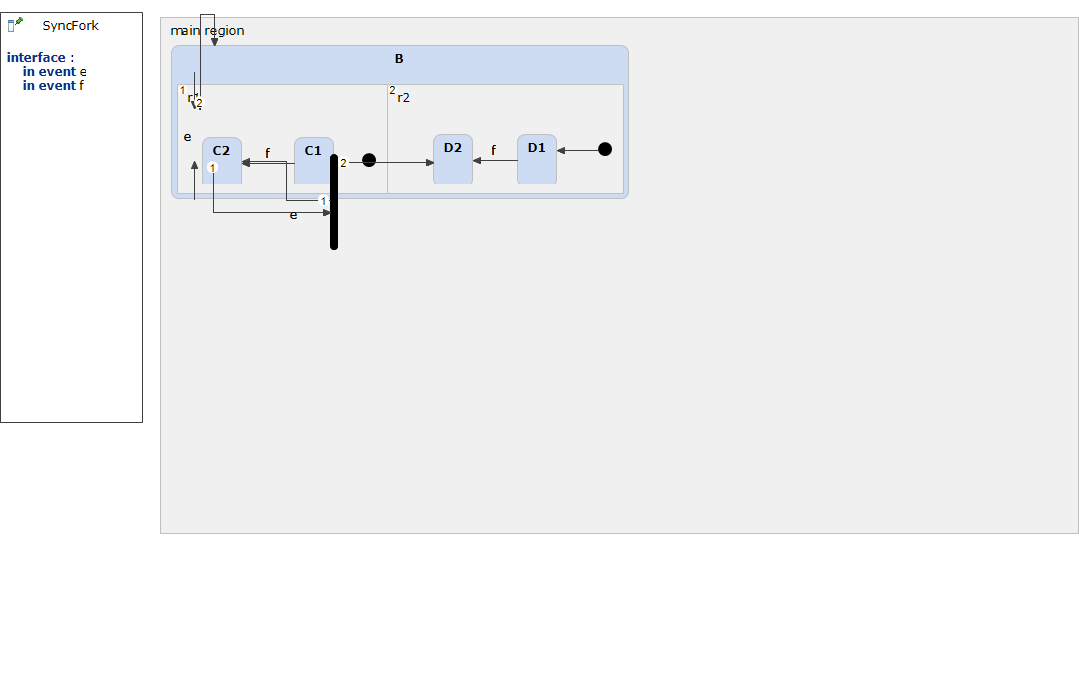 SyncFork
interface :
in event e
in event f
main region
B
1
2
2
r2
e
C2
f
C1
2
D2
f
D1
1
1
e